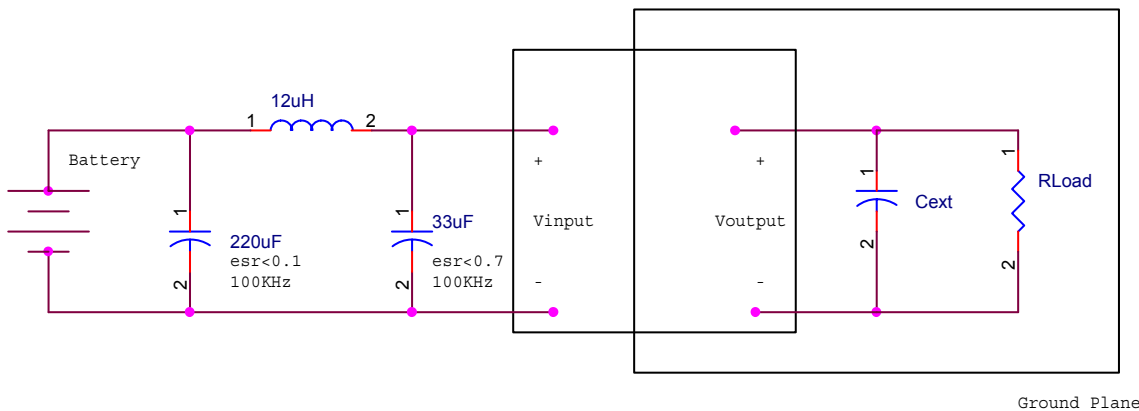 12uH
1
2
Battery
+
+
1
1
1
1
RLoad
Cext
Vinput
Voutput
33uF
220uF
esr<0.1
esr<0.7
100KHz
100KHz
2
2
2
2
-
-
Ground Plane